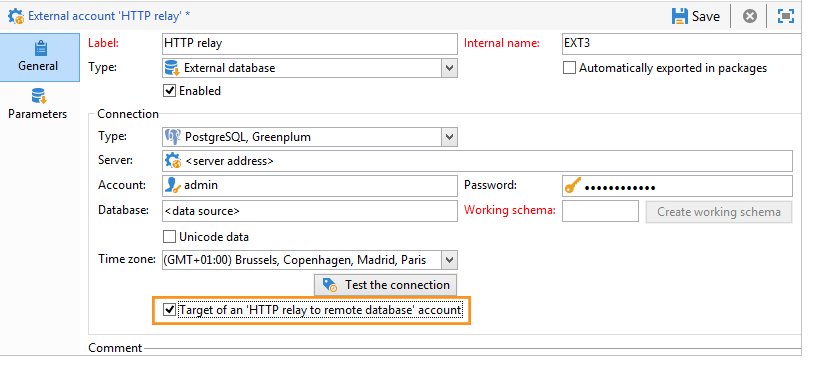 External account 'HTTP relay' *
Save
General
Parameters
Label: HTTP relay Internal name: EXT3
Type: External database Automatically exported in packages
Enabled
Connection
Type: PostgreSQL, Greenplum
Server: <server address>
Account: admin Password: ••••••••••••
Database: <data source> Working schema: Create working schema
Unicode data
Time zone: (GMT+01:00) Brussels, Copenhagen, Madrid, Paris
Test the connection
Target of an 'HTTP relay to remote database' account
Comment